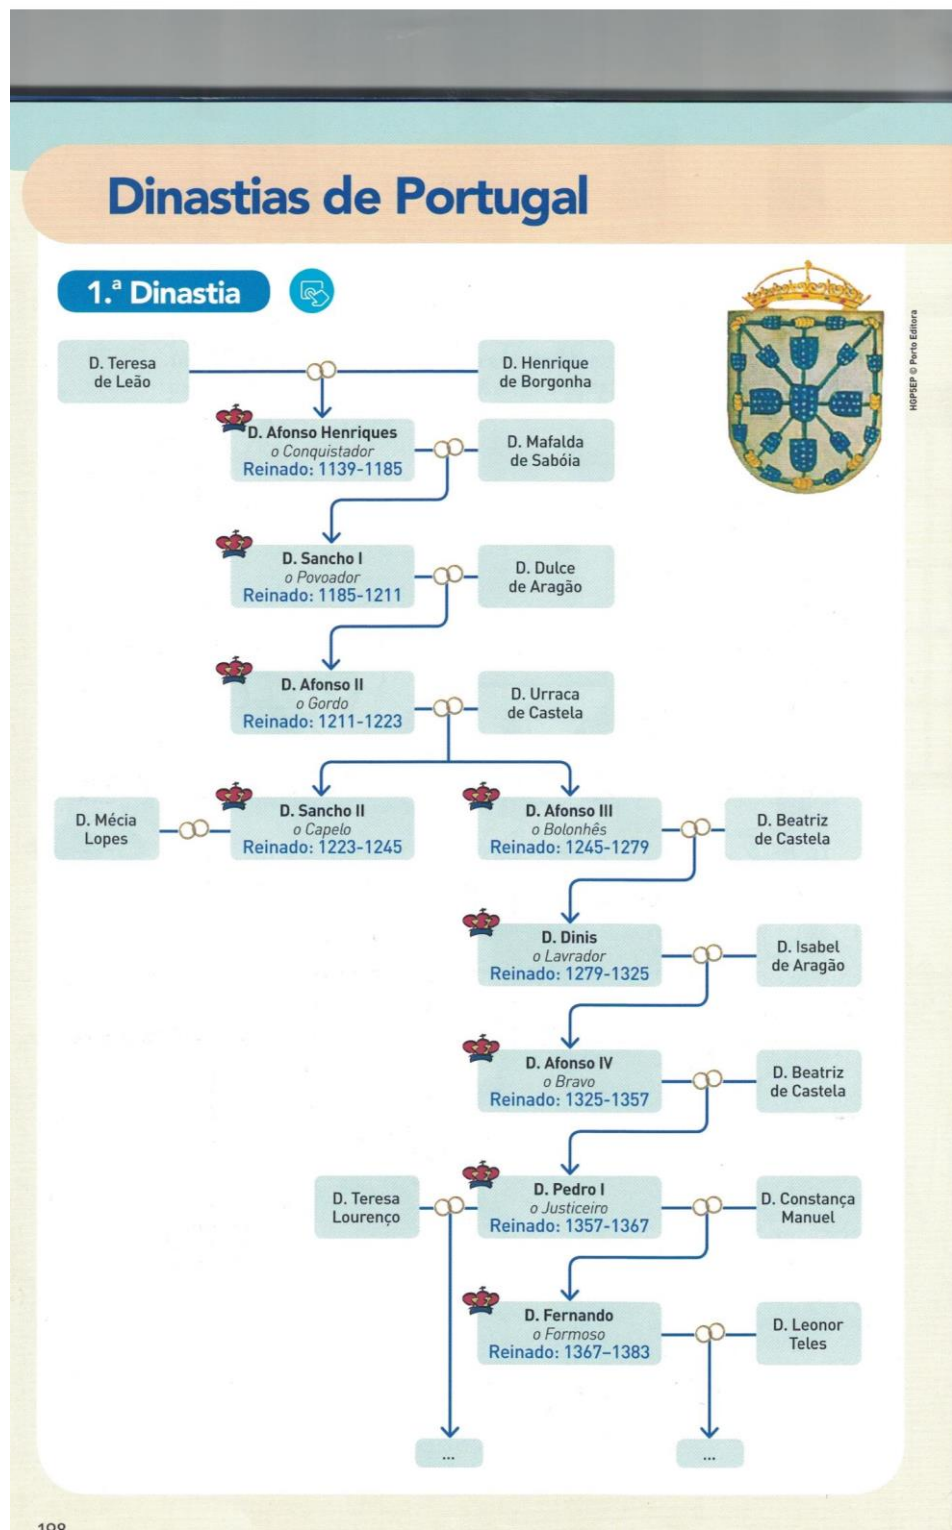 Dinastias de Portugal
1.ª Dinastia
HGP5EP © Porto Editora
D. Teresa
de Leão
D. Henrique
de Borgonha
D. Afonso Henriques
o Conquistador
Reinado: 1139-1185
D. Mafalda
de Sabóia
D. Sancho I
o Povoador
Reinado: 1185-1211
D. Dulce
de Aragão
D. Afonso II
o Gordo
Reinado: 1211-1223
D. Urraca
de Castela
D. Mécia
Lopes
D. Sancho II
o Capelo
Reinado: 1223-1245
D. Afonso III
o Bolonhês
Reinado: 1245-1279
D. Beatriz
de Castela
D. Dinis
o Lavrador
Reinado: 1279-1325
D. Isabel
de Aragão
D. Afonso IV
o Bravo
Reinado: 1325-1357
D. Beatriz
de Castela
D. Teresa
Lourenço
D. Pedro I
o Justiceiro
Reinado: 1357-1367
D. Constança
Manuel
D. Fernando
o Formoso
Reinado: 1367–1383
D. Leonor
Teles
...
...
198